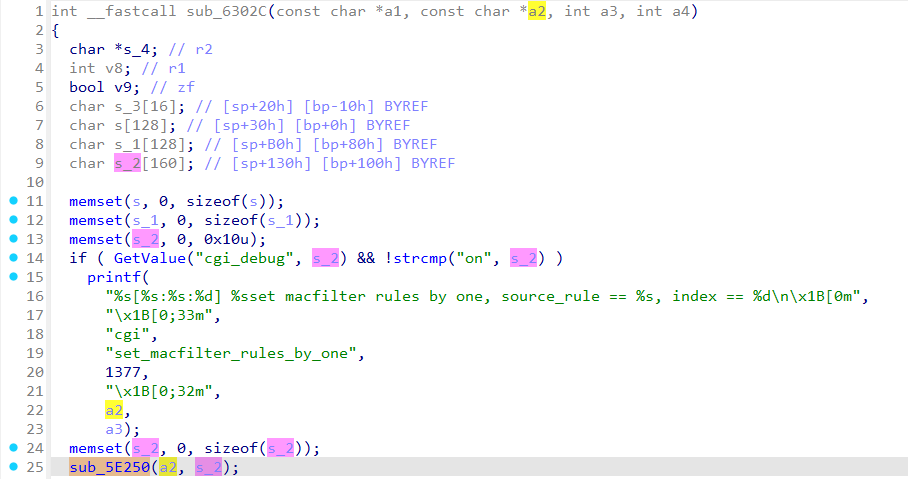 1 int __fastcall sub_6302C(const char *a1, const char *a2, int a3, int a4)
2 {
3   char *s_4; // r2
4   int v8; // r1
5   bool v9; // zf
6   char s_3[16]; // [sp+20h] [bp-10h] BYREF
7   char s[128]; // [sp+30h] [bp+0h] BYREF
8   char s_1[128]; // [sp+B0h] [bp+80h] BYREF
9   char s_2[160]; // [sp+130h] [bp+100h] BYREF
10
11   memset(s, 0, sizeof(s));
12   memset(s_1, 0, sizeof(s_1));
13   memset(s_2, 0, 0x10u);
14   if ( GetValue("cgi_debug", s_2) && !strcmp("on", s_2) )
15     printf(
16       "%s[%s:%s:%d] %sset macfilter rules by one, source_rule == %s, index == %d\n\x1B[0m",
17       "\x1B[0;33m",
18       "cgi",
19       "set_macfilter_rules_by_one",
20       1377,
21       "\x1B[0;32m",
22       a2,
23       a3);
24   memset(s_2, 0, sizeof(s_2));
25   sub_5E250(a2, s_2);